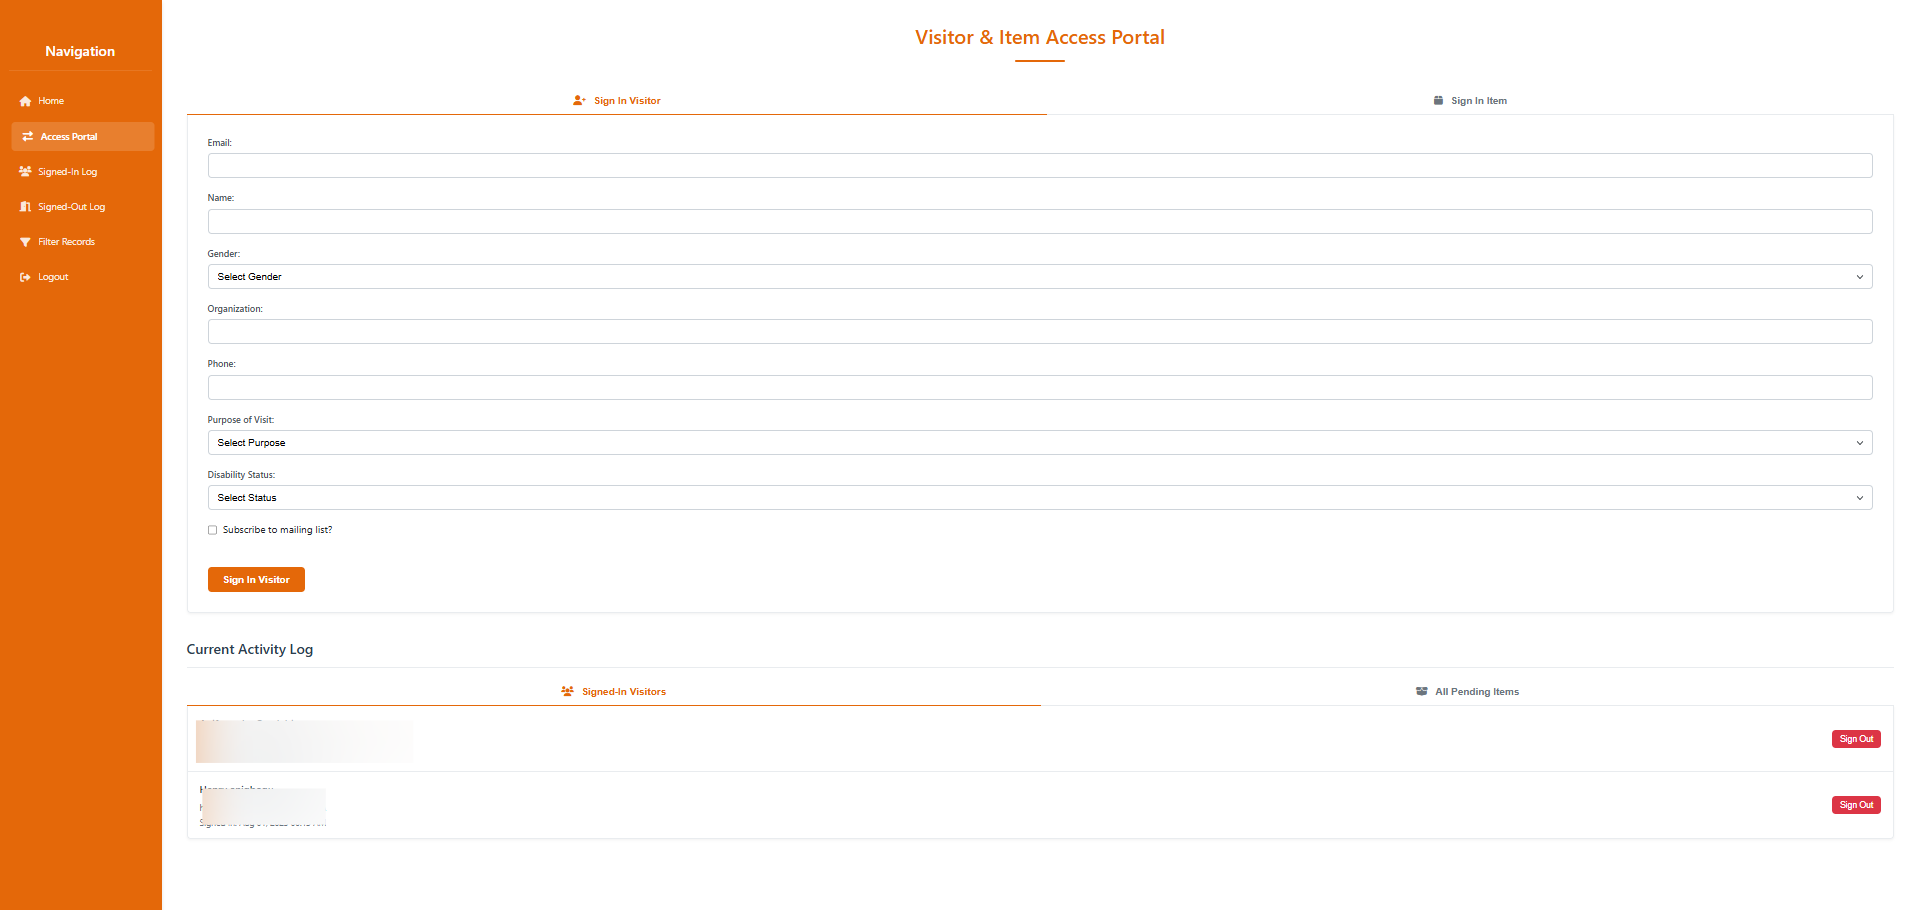 Navigation
Home
Access Portal
Signed-In Log
Signed-Out Log
Filter Records
Logout
Visitor & Item Access Portal
Sign In Visitor
Sign In Item
Email:
Name:
Gender:
Select Gender
Organization:
Phone:
Purpose of Visit:
Select Purpose
Disability Status:
Select Status
Subscribe to mailing list?
Sign In Visitor
Current Activity Log
Signed-In Visitors
All Pending Items
Sign Out
Sign Out